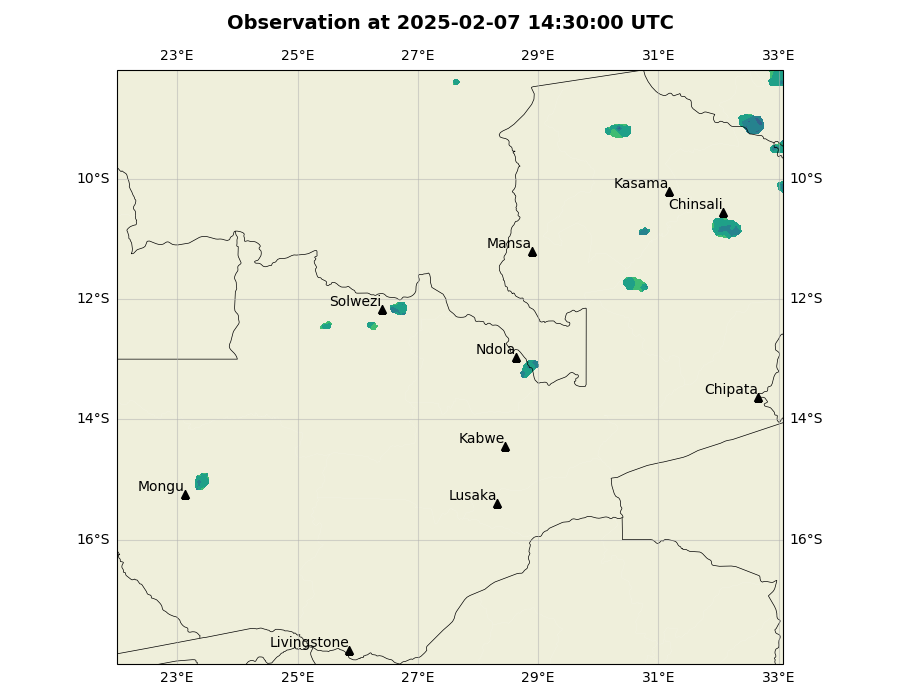 Observation at 2025-02-07 14:30:00 UTC
23°E 25°E 27°E 29°E 31°E 33°E
10°S 10°S
Kasama
Chinsali
Mansa
12°S 12°S
Solwezi
Ndola
Chipata
14°S 14°S
Kabwe
Mongu
Lusaka
16°S 16°S
Livingstone
23°E 25°E 27°E 29°E 31°E 33°E